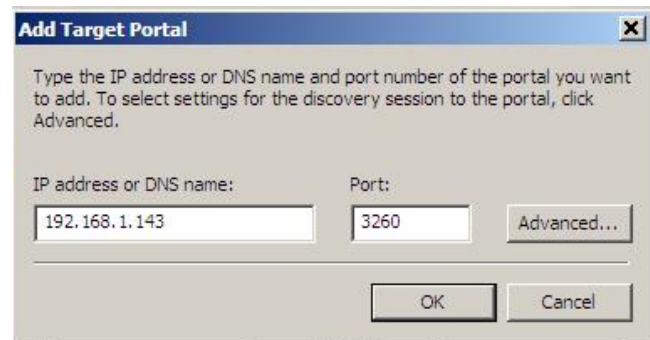 Add Target Portal
Type the IP address or DNS name and port number of the portal you want
to add. To select settings for the discovery session to the portal, click
Advanced.
IP address or DNS name: Port:
192.168.1.143 3260 Advanced...
OK Cancel